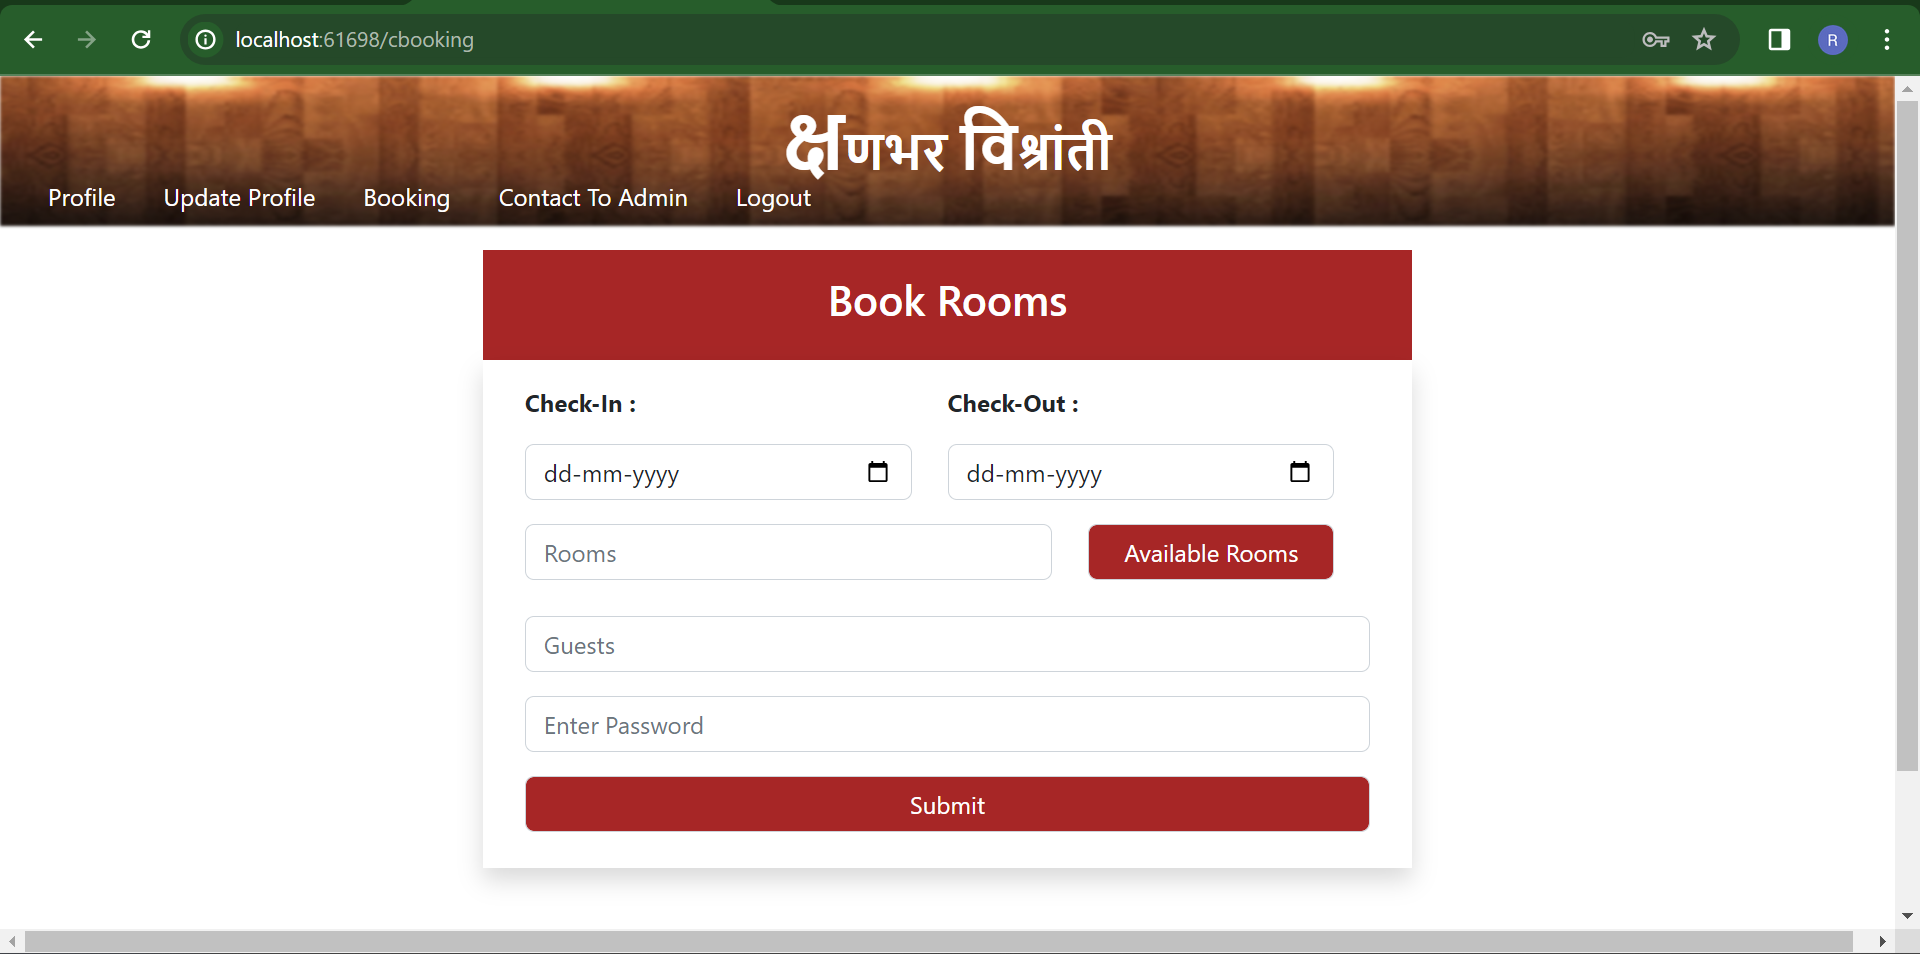 localhost:61698/cbooking
R
क्षणभर विश्रांती
Profile Update Profile Booking Contact To Admin Logout
Book Rooms
Check-In : Check-Out :
dd-mm-yyyy dd-mm-yyyy
Rooms Available Rooms
Guests
Enter Password
Submit